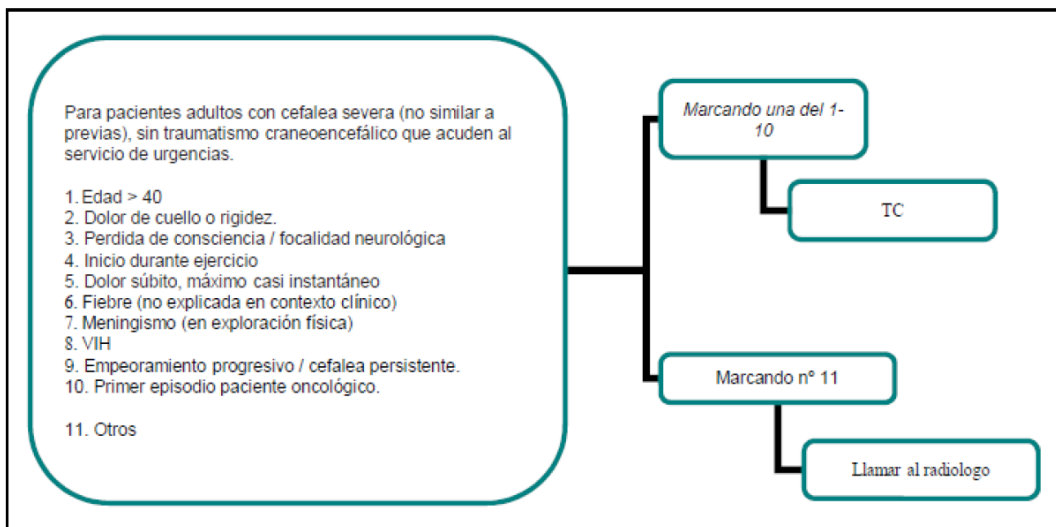 Para pacientes adultos con cefalea severa (no similar a
previas), sin traumatismo craneoencefálico que acuden al
servicio de urgencias.
1. Edad > 40
2. Dolor de cuello o rigidez.
3. Perdida de consciencia / focalidad neurológica
4. Inicio durante ejercicio
5. Dolor súbito, máximo casi instantáneo
6. Fiebre (no explicada en contexto clínico)
7. Meningismo (en exploración física)
8. VIH
9. Empeoramiento progresivo / cefalea persistente.
10. Primer episodio paciente oncológico.
11. Otros
Marcando una del 1-
10
TC
Marcando nº 11
Llamar al radiologo